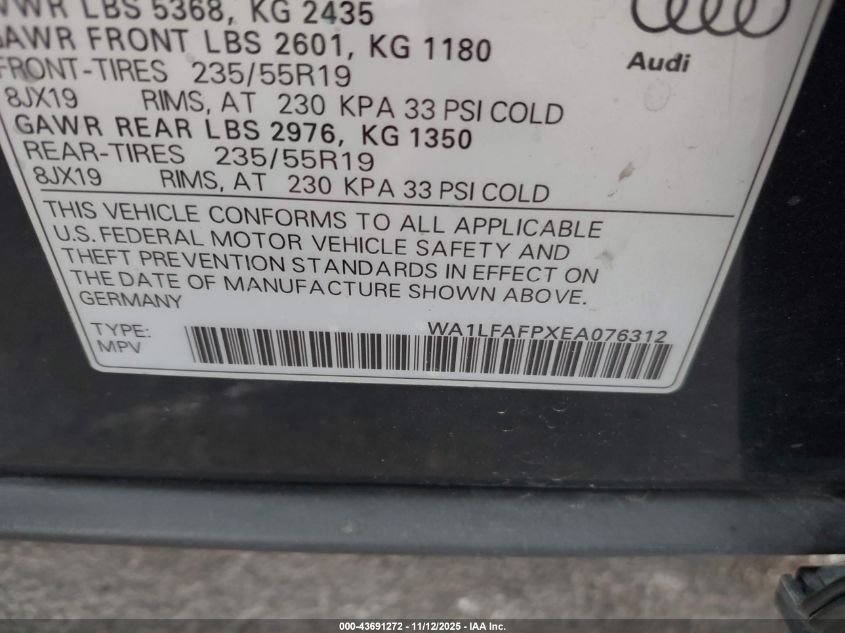 VWR LBS 5368, KG 2435
GAWR FRONT LBS 2601, KG 1180
FRONT-TIRES 235/55R19
8JX19 RIMS, AT 230 KPA 33 PSI COLD
GAWR REAR LBS 2976, KG 1350
REAR-TIRES 235/55R19
8JX19 RIMS, AT 230 KPA 33 PSI COLD
Audi
THIS VEHICLE CONFORMS TO ALL APPLICABLE
U.S. FEDERAL MOTOR VEHICLE SAFETY AND
THEFT PREVENTION STANDARDS IN EFFECT ON
THE DATE OF MANUFACTURE SHOWN ABOVE.
GERMANY
TYPE: WA1LFAFPXEA076312
MPV
000-43691272 - 11/12/2025 - IAA Inc.